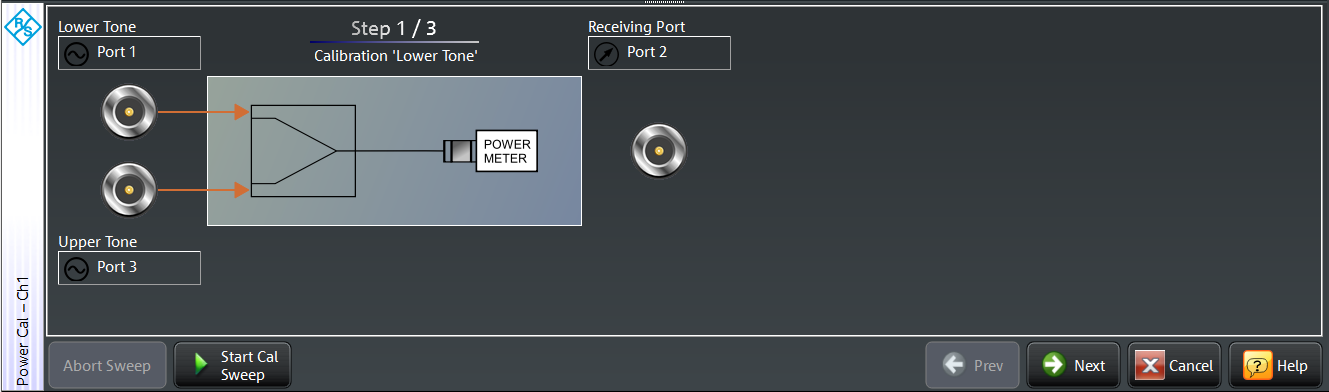 R&S
Lower Tone
Port 1
Step 1 / 3
Calibration 'Lower Tone'
Receiving Port
Port 2
POWER
METER
Upper Tone
Port 3
Power Cal – Ch1
Abort Sweep
Start Cal
Sweep
Prev
Next
Cancel
Help